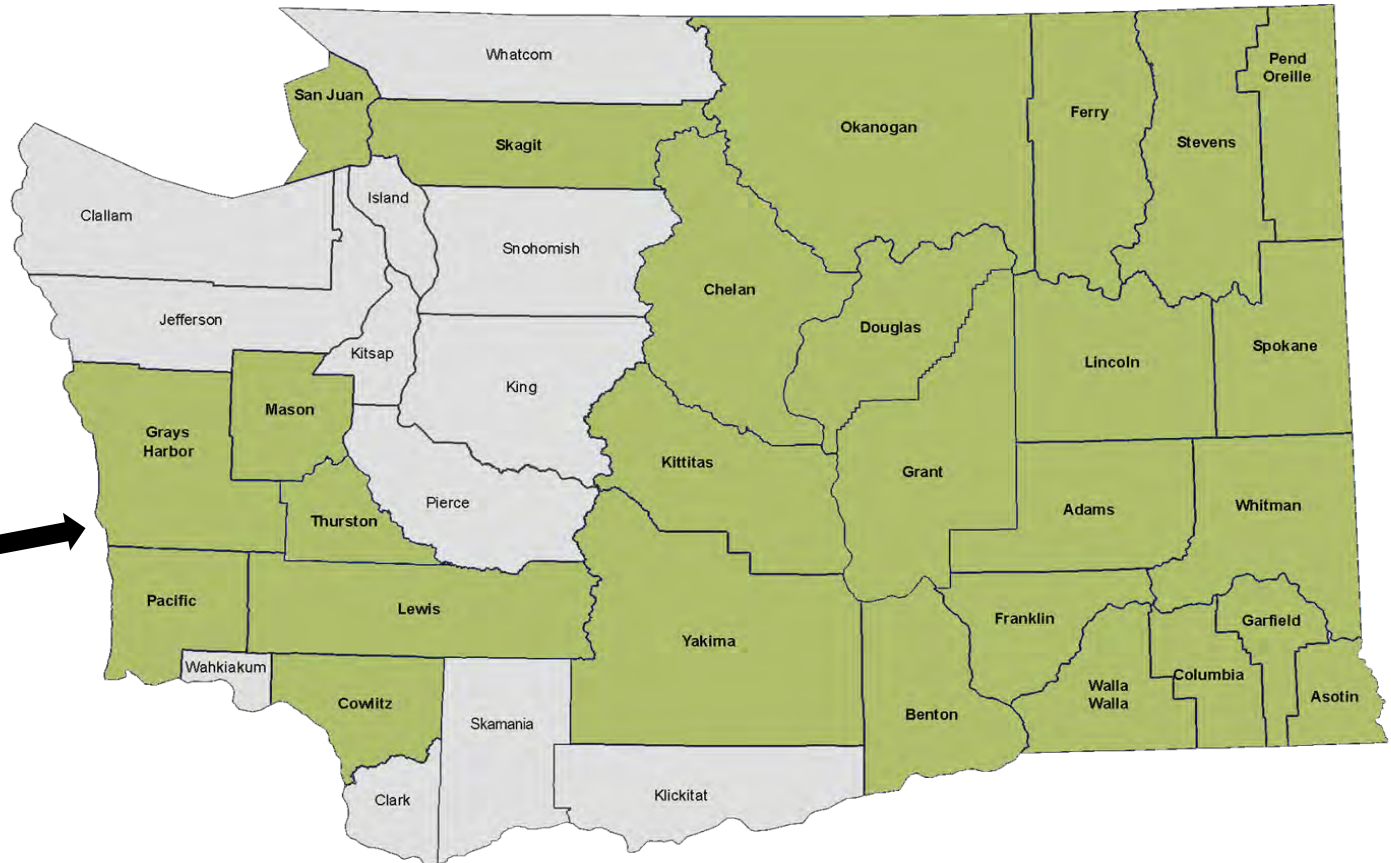 Whatcom
Pend
Oreille
San Juan
Ferry
Okanogan
Skagit
Stevens
Island
Clallam
Snohomish
Chelan
Jefferson
Douglas
Kitsap
Spokane
Lincoln
King
Mason
Grays
Harbor
Kittitas
Grant
Pierce
Whitman
Adams
Thurston
Pacific
Lewis
Franklin
Garfield
Yakima
Wahkiakum
Columbia
Walla
Walla
Asotin
Cowlitz
Benton
Skamania
Klickitat
Clark